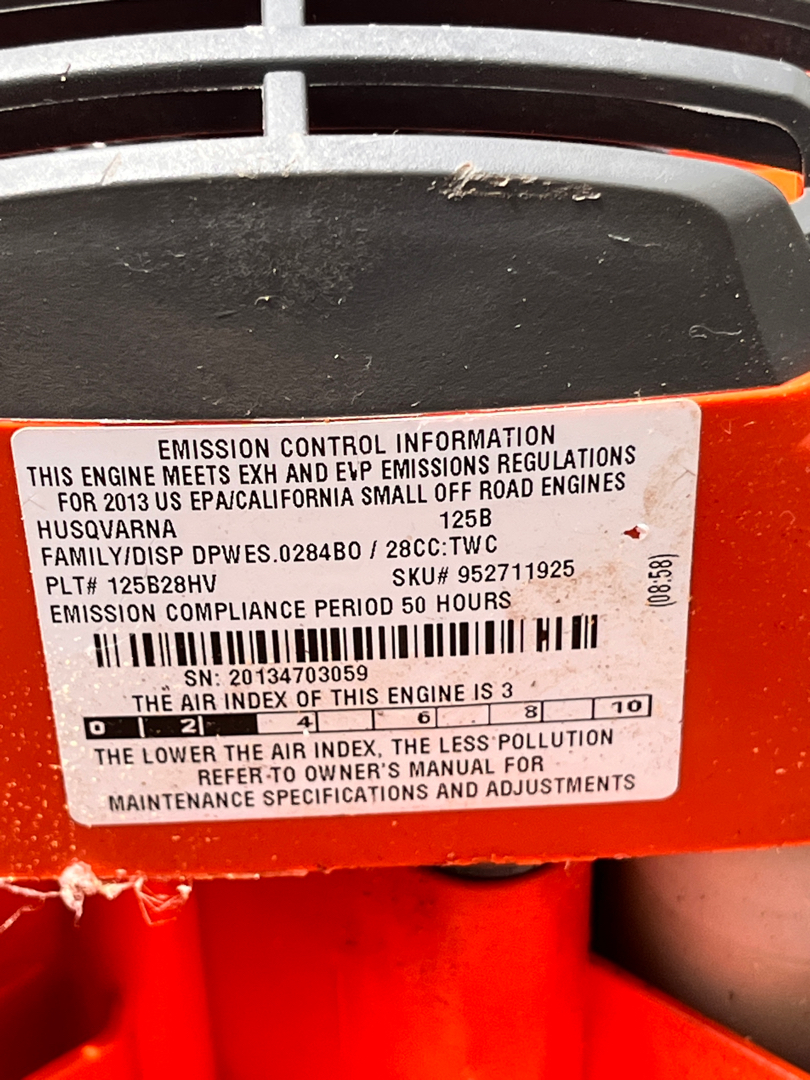 EMISSION CONTROL INFORMATION
THIS ENGINE MEETS EXH AND EVP EMISSIONS REGULATIONS
FOR 2013 US EPA/CALIFORNIA SMALL OFF ROAD ENGINES
HUSQVARNA 125B
FAMILY/DISP DPWES.0284BO / 28CC:TWC
PLT# 125B28HV SKU# 952711925
EMISSION COMPLIANCE PERIOD 50 HOURS
(08:58)
SN: 20134703059
THE AIR INDEX OF THIS ENGINE IS 3
0 2 4 6 8 10
THE LOWER THE AIR INDEX, THE LESS POLLUTION
REFER TO OWNER'S MANUAL FOR
MAINTENANCE SPECIFICATIONS AND ADJUSTMENTS